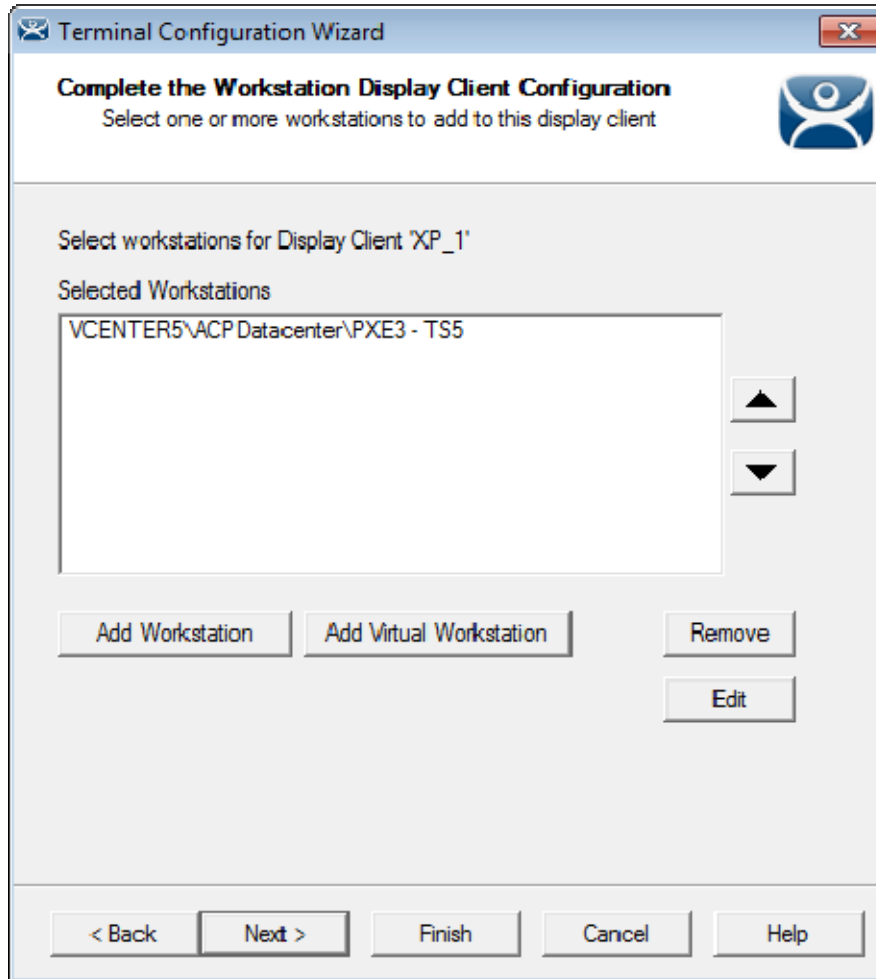 Terminal Configuration Wizard
Complete the Workstation Display Client Configuration
Select one or more workstations to add to this display client
Select workstations for Display Client 'XP_1'
Selected Workstations
VCENTER5\ACPDatacenter\PXE3 - TS5
Add Workstation
Add Virtual Workstation
Remove
Edit
< Back
Next >
Finish
Cancel
Help